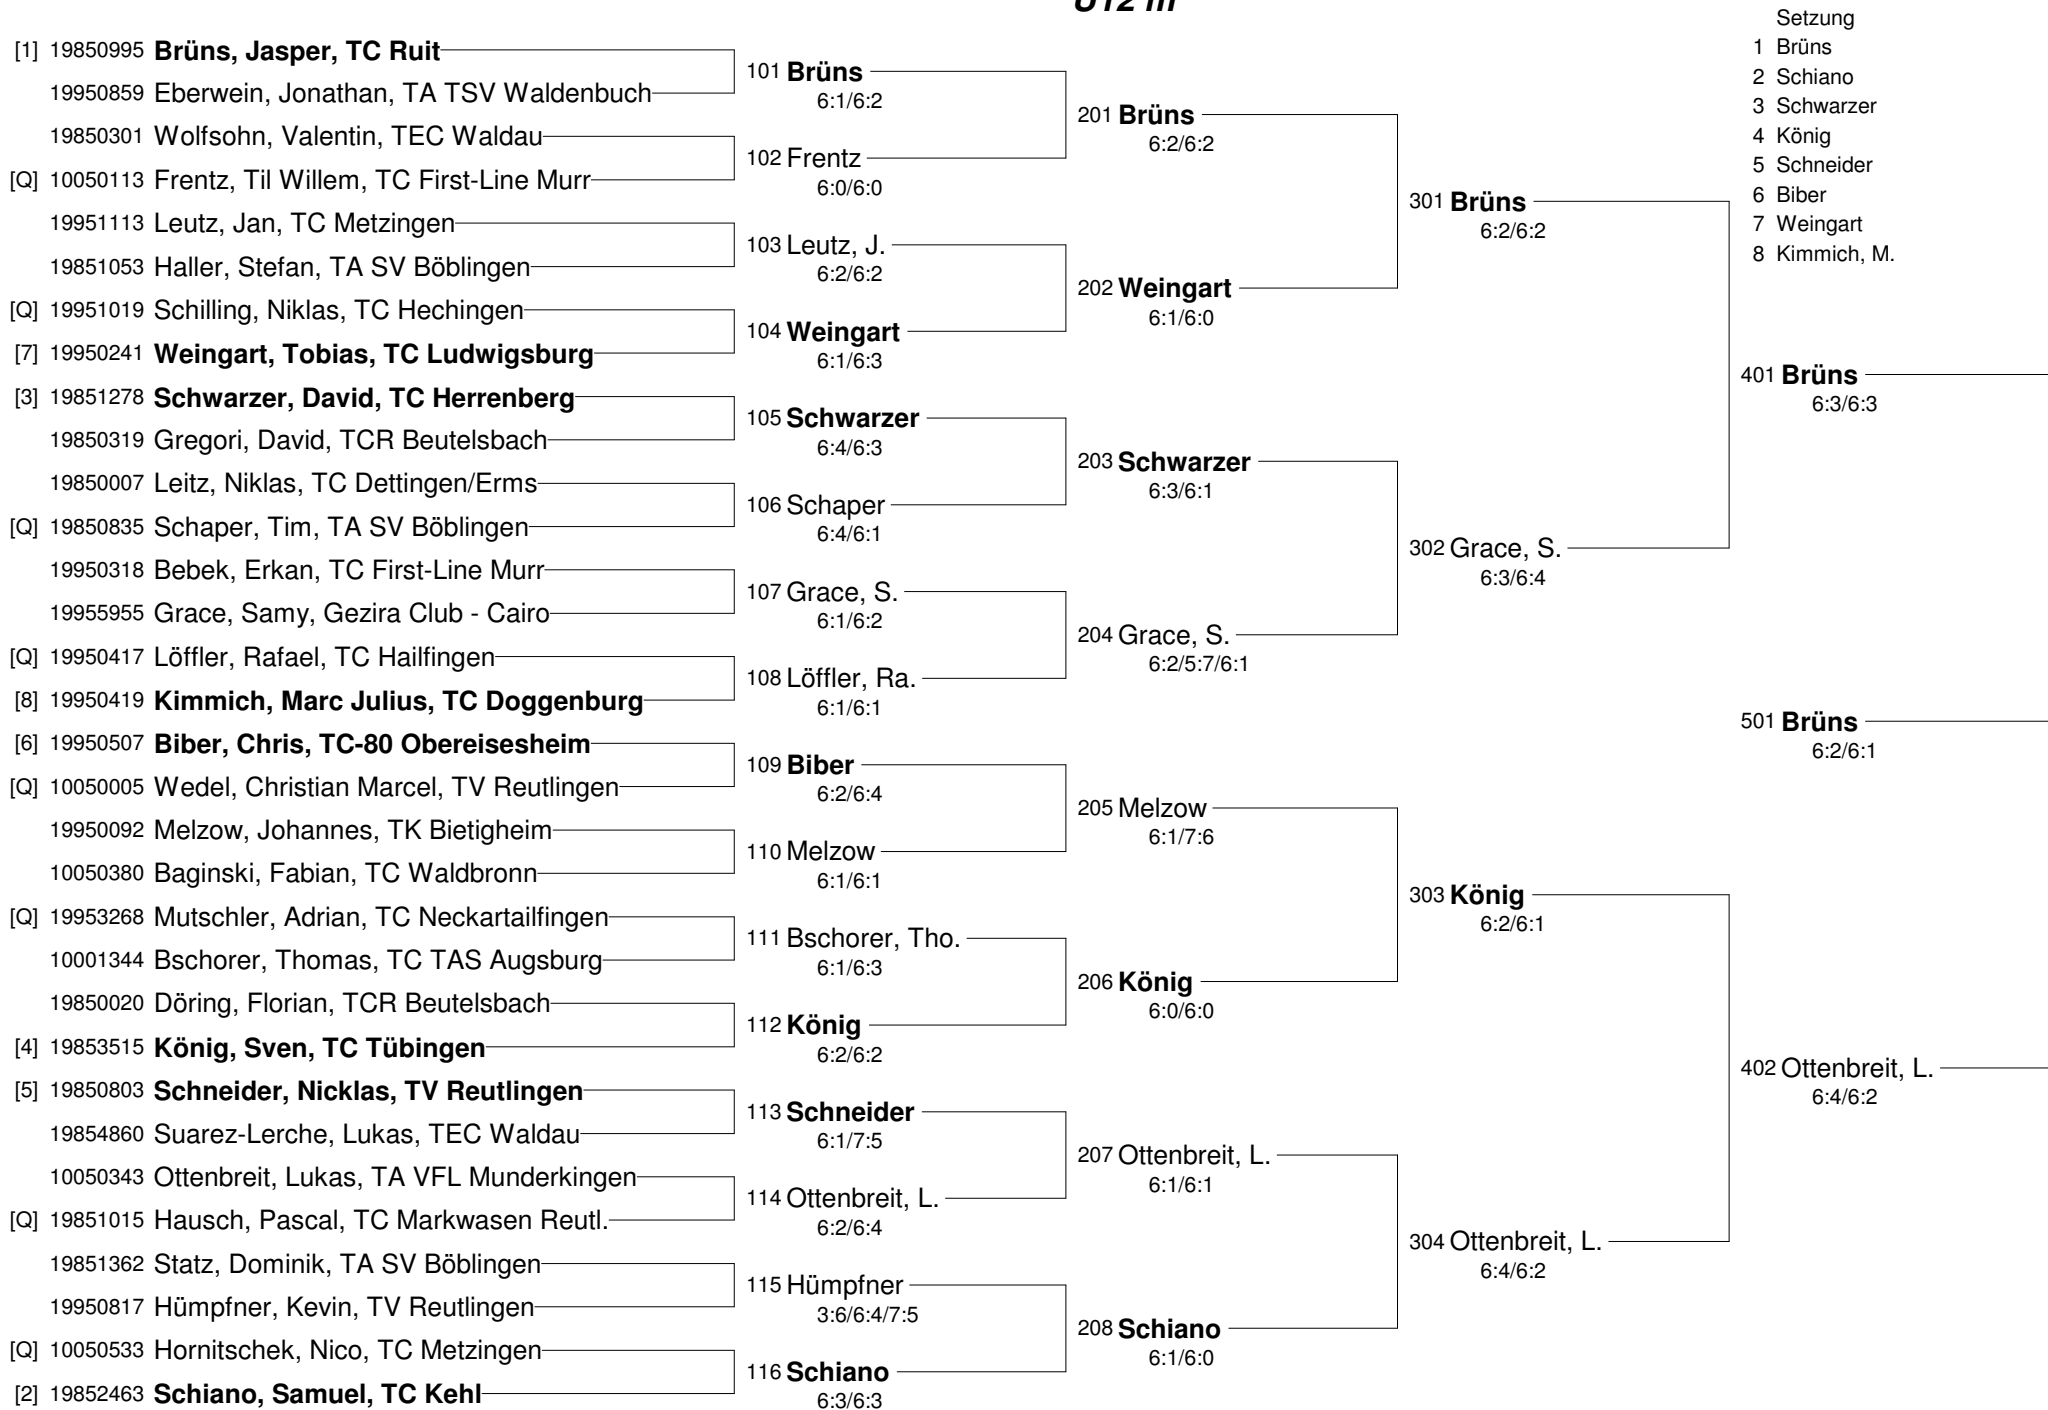 U12 m
Setzung
1 Brüns
2 Schiano
3 Schwarzer
4 König
5 Schneider
6 Biber
7 Weingart
8 Kimmich, M.
[1] 19850995 Brüns, Jasper, TC Ruit
19950859 Eberwein, Jonathan, TA TSV Waldenbuch
19850301 Wolfsohn, Valentin, TEC Waldau
[Q] 10050113 Frentz, Til Willem, TC First-Line Murr
19951113 Leutz, Jan, TC Metzingen
19851053 Haller, Stefan, TA SV Böblingen
[Q] 19951019 Schilling, Niklas, TC Hechingen
[7] 19950241 Weingart, Tobias, TC Ludwigsburg
[3] 19851278 Schwarzer, David, TC Herrenberg
19850319 Gregori, David, TCR Beutelsbach
19850007 Leitz, Niklas, TC Dettingen/Erms
[Q] 19850835 Schaper, Tim, TA SV Böblingen
19950318 Bebek, Erkan, TC First-Line Murr
19955955 Grace, Samy, Gezira Club - Cairo
[Q] 19950417 Löffler, Rafael, TC Hailfingen
[8] 19950419 Kimmich, Marc Julius, TC Doggenburg
[6] 19950507 Biber, Chris, TC-80 Obereisesheim
[Q] 10050005 Wedel, Christian Marcel, TV Reutlingen
19950092 Melzow, Johannes, TK Bietigheim
10050380 Baginski, Fabian, TC Waldbronn
[Q] 19953268 Mutschler, Adrian, TC Neckartailfingen
10001344 Bschorer, Thomas, TC TAS Augsburg
19850020 Döring, Florian, TCR Beutelsbach
[4] 19853515 König, Sven, TC Tübingen
[5] 19850803 Schneider, Nicklas, TV Reutlingen
19854860 Suarez-Lerche, Lukas, TEC Waldau
10050343 Ottenbreit, Lukas, TA VFL Munderkingen
[Q] 19851015 Hausch, Pascal, TC Markwasen Reutl.
19851362 Statz, Dominik, TA SV Böblingen
19950817 Hümpfner, Kevin, TV Reutlingen
[Q] 10050533 Hornitschek, Nico, TC Metzingen
[2] 19852463 Schiano, Samuel, TC Kehl
101 Brüns
6:1/6:2
102 Frentz
6:0/6:0
103 Leutz, J.
6:2/6:2
104 Weingart
6:1/6:3
105 Schwarzer
6:4/6:3
106 Schaper
6:4/6:1
107 Grace, S.
6:1/6:2
108 Löffler, Ra.
6:1/6:1
109 Biber
6:2/6:4
110 Melzow
6:1/6:1
111 Bschorer, Tho.
6:1/6:3
112 König
6:2/6:2
113 Schneider
6:1/7:5
114 Ottenbreit, L.
6:2/6:4
115 Hümpfner
3:6/6:4/7:5
116 Schiano
6:3/6:3
201 Brüns
6:2/6:2
202 Weingart
6:1/6:0
203 Schwarzer
6:3/6:1
204 Grace, S.
6:2/5:7/6:1
205 Melzow
6:1/7:6
206 König
6:0/6:0
207 Ottenbreit, L.
6:1/6:1
208 Schiano
6:1/6:0
301 Brüns
6:2/6:2
302 Grace, S.
6:3/6:4
303 König
6:2/6:1
304 Ottenbreit, L.
6:4/6:2
401 Brüns
6:3/6:3
501 Brüns
6:2/6:1
402 Ottenbreit, L.
6:4/6:2